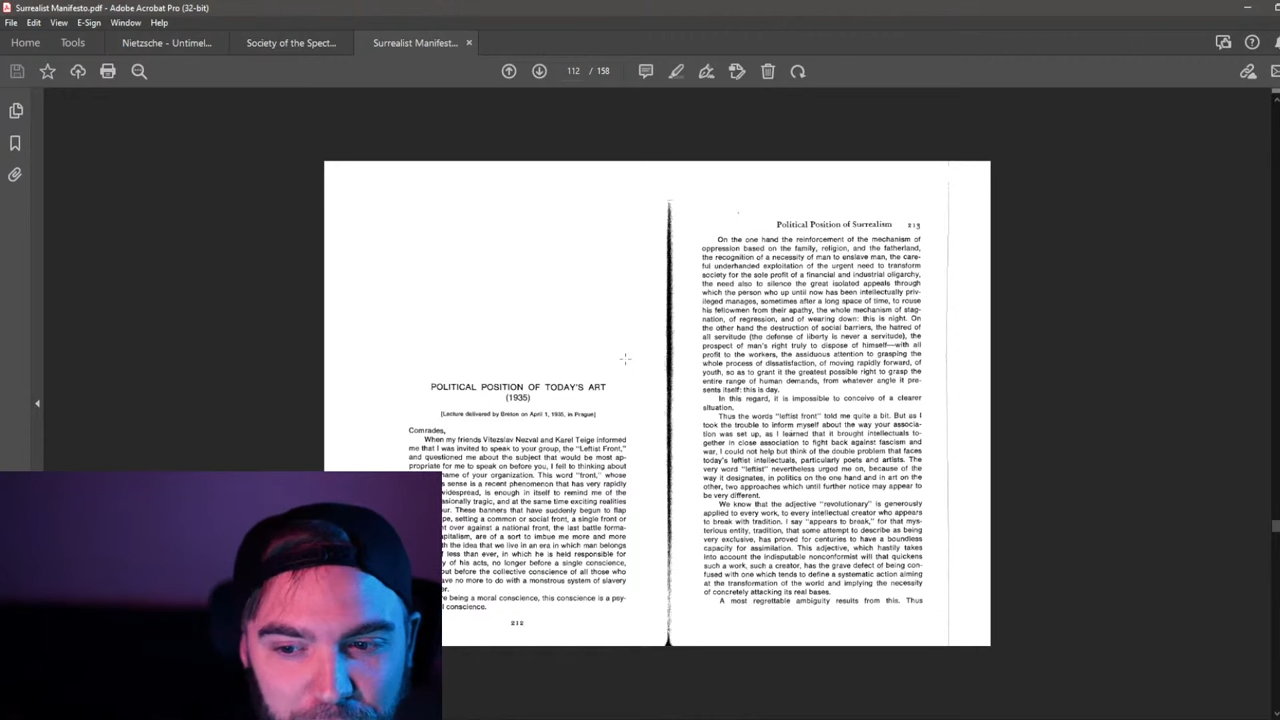 Surrealist Manifesto.pdf - Adobe Acrobat Pro (32-bit)
File Edit View E-Sign Window Help
Home Tools Nietzsche - Untimel... Society of the Spect... Surrealist Manifest... ×
112 / 158
POLITICAL POSITION OF TODAY'S ART
(1935)
[Lecture delivered by Breton on April 1, 1935, in Prague]
Comrades,
When my friends Vitezslav Nezval and Karel Teige informed
me that I was invited to speak to your group, the "Leftist Front,"
and questioned me about the subject that would be most ap-
propriate for me to speak on before you, I fell to thinking about
name of your organization. This word "front," whose
sense is a recent phenomenon that has very rapidly
widespread, is enough in itself to remind me of the
sionally tragic, and at the same time exciting realities
ur. These banners that have suddenly begun to flap
pe, setting a common or social front, a single front or
t over against a national front, the last battle forma-
pitalism, are of a sort to imbue me more and more
th the idea that we live in an era in which man belongs
f less than ever, in which he is held responsible for
y of his acts, no longer before a single conscience,
ut before the collective conscience of all those who
ve no more to do with a monstrous system of slavery
er.
e being a moral conscience, this conscience is a psy-
l conscience.
212
Political Position of Surrealism 213
On the one hand the reinforcement of the mechanism of
oppression based on the family, religion, and the fatherland,
the recognition of a necessity of man to enslave man, the care-
ful underhanded exploitation of the urgent need to transform
society for the sole profit of a financial and industrial oligarchy,
the need also to silence the great isolated appeals through
which the person who up until now has been intellectually priv-
ileged manages, sometimes after a long space of time, to rouse
his fellowmen from their apathy, the whole mechanism of stag-
nation, of regression, and of wearing down: this is night. On
the other hand the destruction of social barriers, the hatred of
all servitude (the defense of liberty is never a servitude), the
prospect of man's right truly to dispose of himself—with all
profit to the workers, the assiduous attention to grasping the
whole process of dissatisfaction, of moving rapidly forward, of
youth, so as to grant it the greatest possible right to grasp the
entire range of human demands, from whatever angle it pre-
sents itself: this is day.
In this regard, it is impossible to conceive of a clearer
situation.
Thus the words "leftist front" told me quite a bit. But as I
took the trouble to inform myself about the way your associa-
tion was set up, as I learned that it brought intellectuals to-
gether in close association to fight back against fascism and
war, I could not help but think of the double problem that faces
today's leftist intellectuals, particularly poets and artists. The
very word "leftist" nevertheless urged me on, because of the
way it designates, in politics on the one hand and in art on the
other, two approaches which until further notice may appear to
be very different.
We know that the adjective "revolutionary" is generously
applied to every work, to every intellectual creator who appears
to break with tradition. I say "appears to break," for that mys-
terious entity, tradition, that some attempt to describe as being
very exclusive, has proved for centuries to have a boundless
capacity for assimilation. This adjective, which hastily takes
into account the indisputable nonconformist will that quickens
such a work, such a creator, has the grave defect of being con-
fused with one which tends to define a systematic action aiming
at the transformation of the world and implying the necessity
of concretely attacking its real bases.
A most regrettable ambiguity results from this. Thus